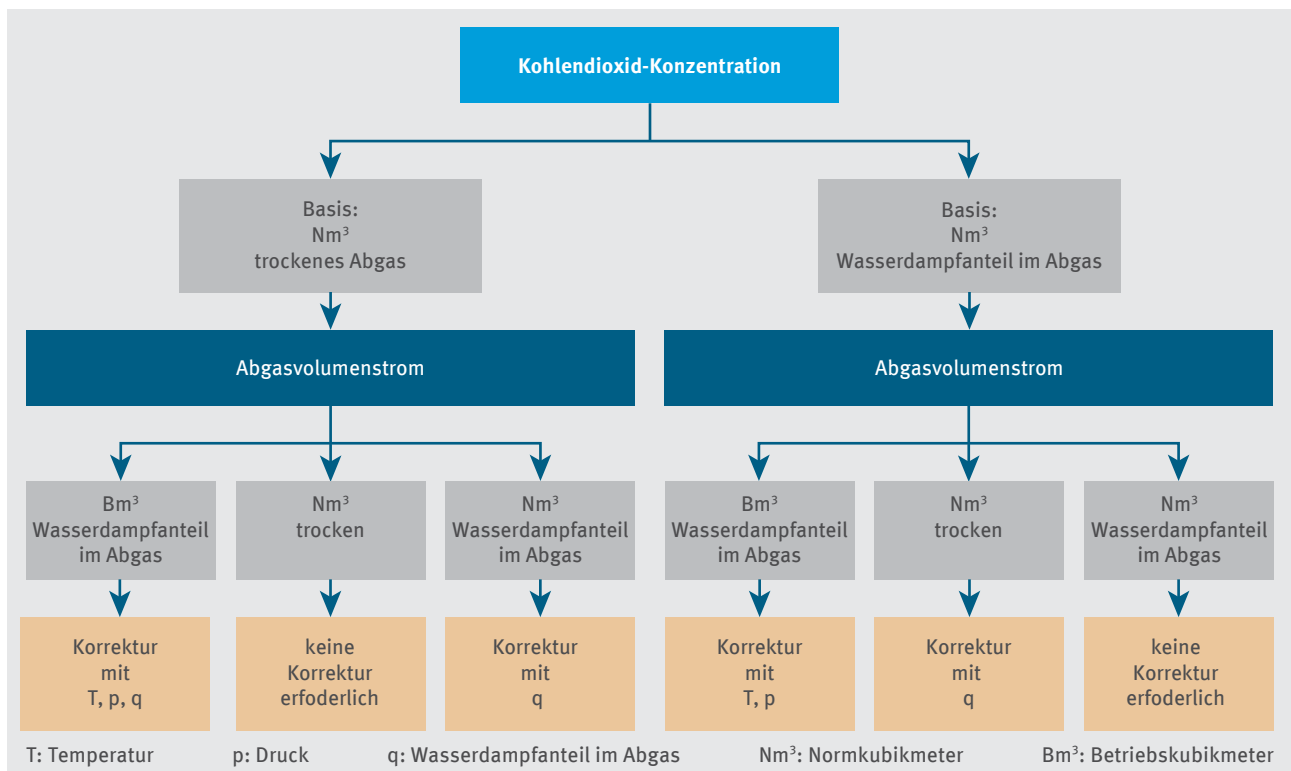 Kohlendioxid-Konzentration
Basis:
Nm³
trockenes Abgas
Basis:
Nm³
Wasserdampfanteil im Abgas
Abgasvolumenstrom
Abgasvolumenstrom
Bm³
Wasserdampfanteil
im Abgas
Nm³
trocken
Nm³
Wasserdampfanteil
im Abgas
Bm³
Wasserdampfanteil
im Abgas
Nm³
trocken
Nm³
Wasserdampfanteil
im Abgas
Korrektur
mit
T, p, q
keine
Korrektur
erfoderlich
Korrektur
mit
q
Korrektur
mit
T, p
Korrektur
mit
q
keine
Korrektur
erfoderlich
T: Temperatur p: Druck q: Wasserdampfanteil im Abgas Nm³: Normkubikmeter Bm³: Betriebskubikmeter